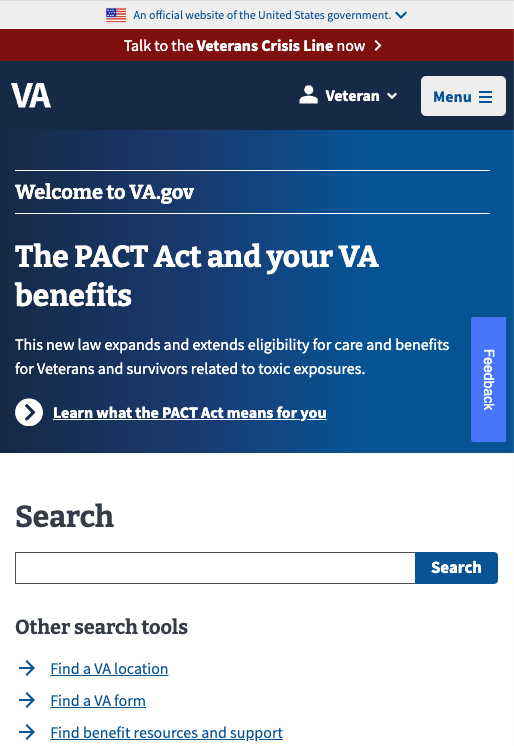 An official website of the United States government.
Talk to the Veterans Crisis Line now
VA
Veteran
Menu
Welcome to VA.gov
The PACT Act and your VA
benefits
This new law expands and extends eligibility for care and benefits
for Veterans and survivors related to toxic exposures.
Feedback
Learn what the PACT Act means for you
Search
Search
Other search tools
Find a VA location
Find a VA form
Find benefit resources and support